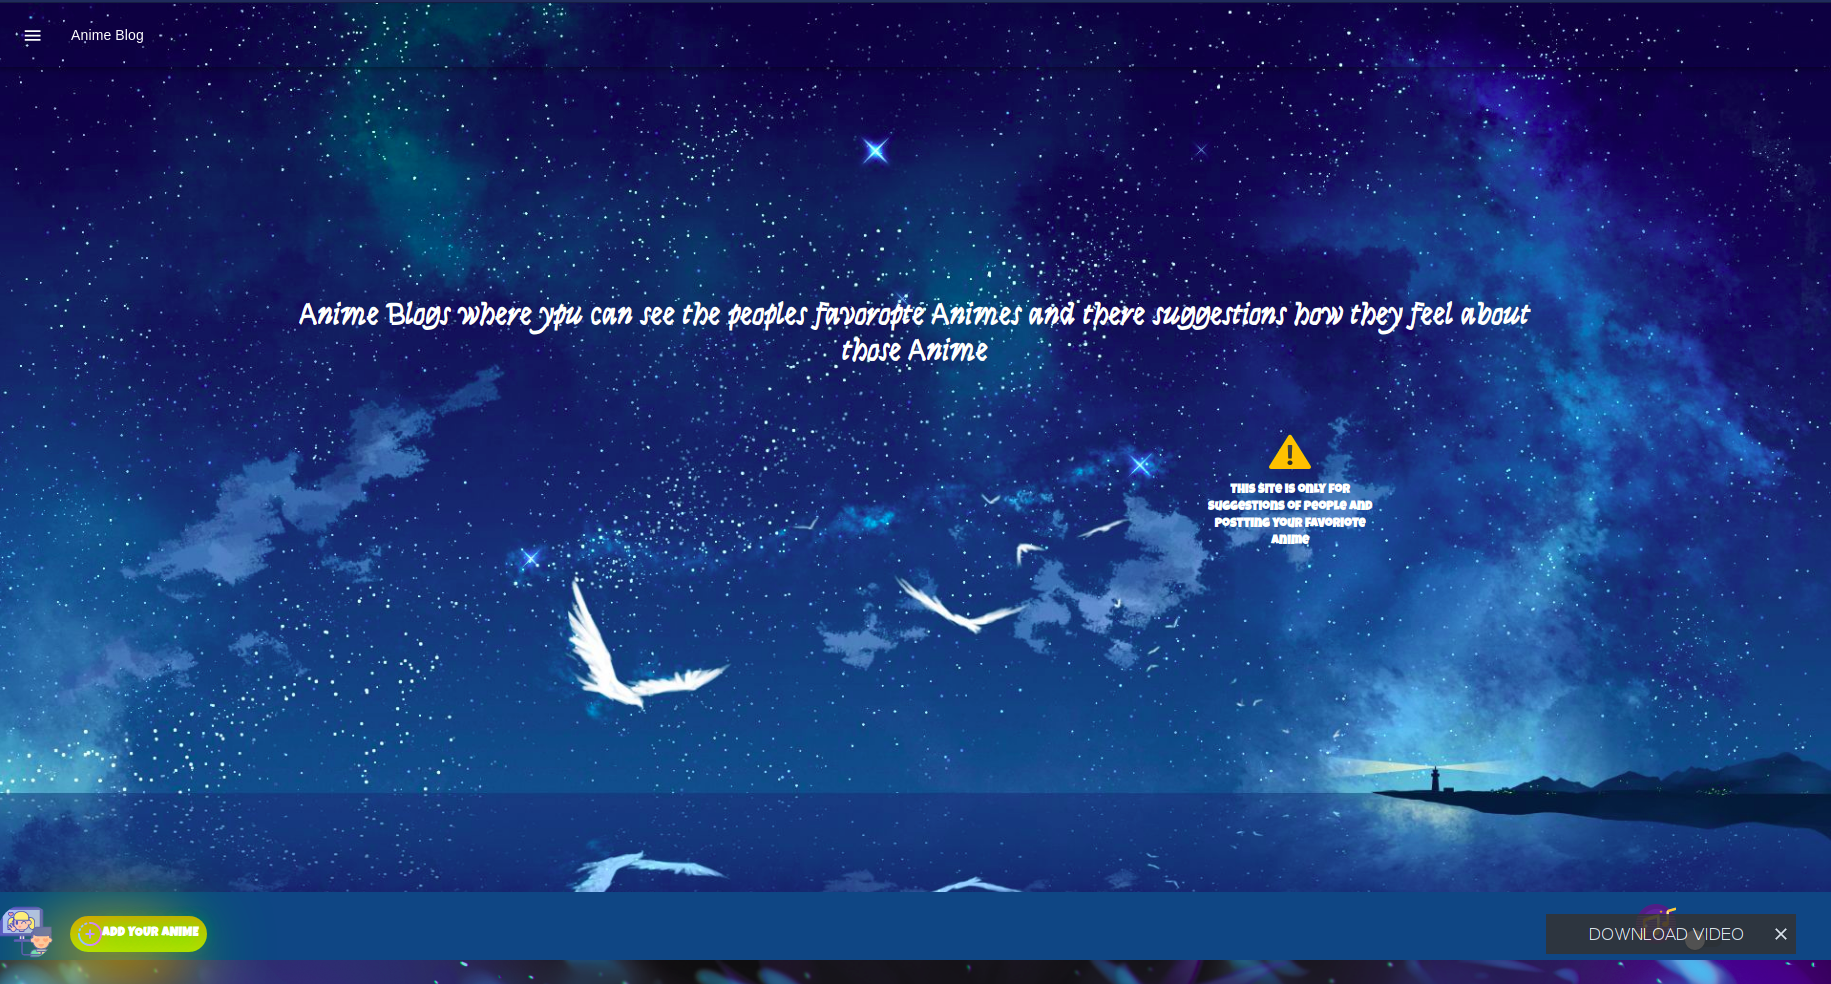 Anime Blog
Anime Blogs where ypu can see the peoples favoropte Animes and there suggestions how they feel about
those Anime
This site is only for
suggestions of people and
postting your favoriote
anime
Add your anime
DOWNLOAD VIDEO